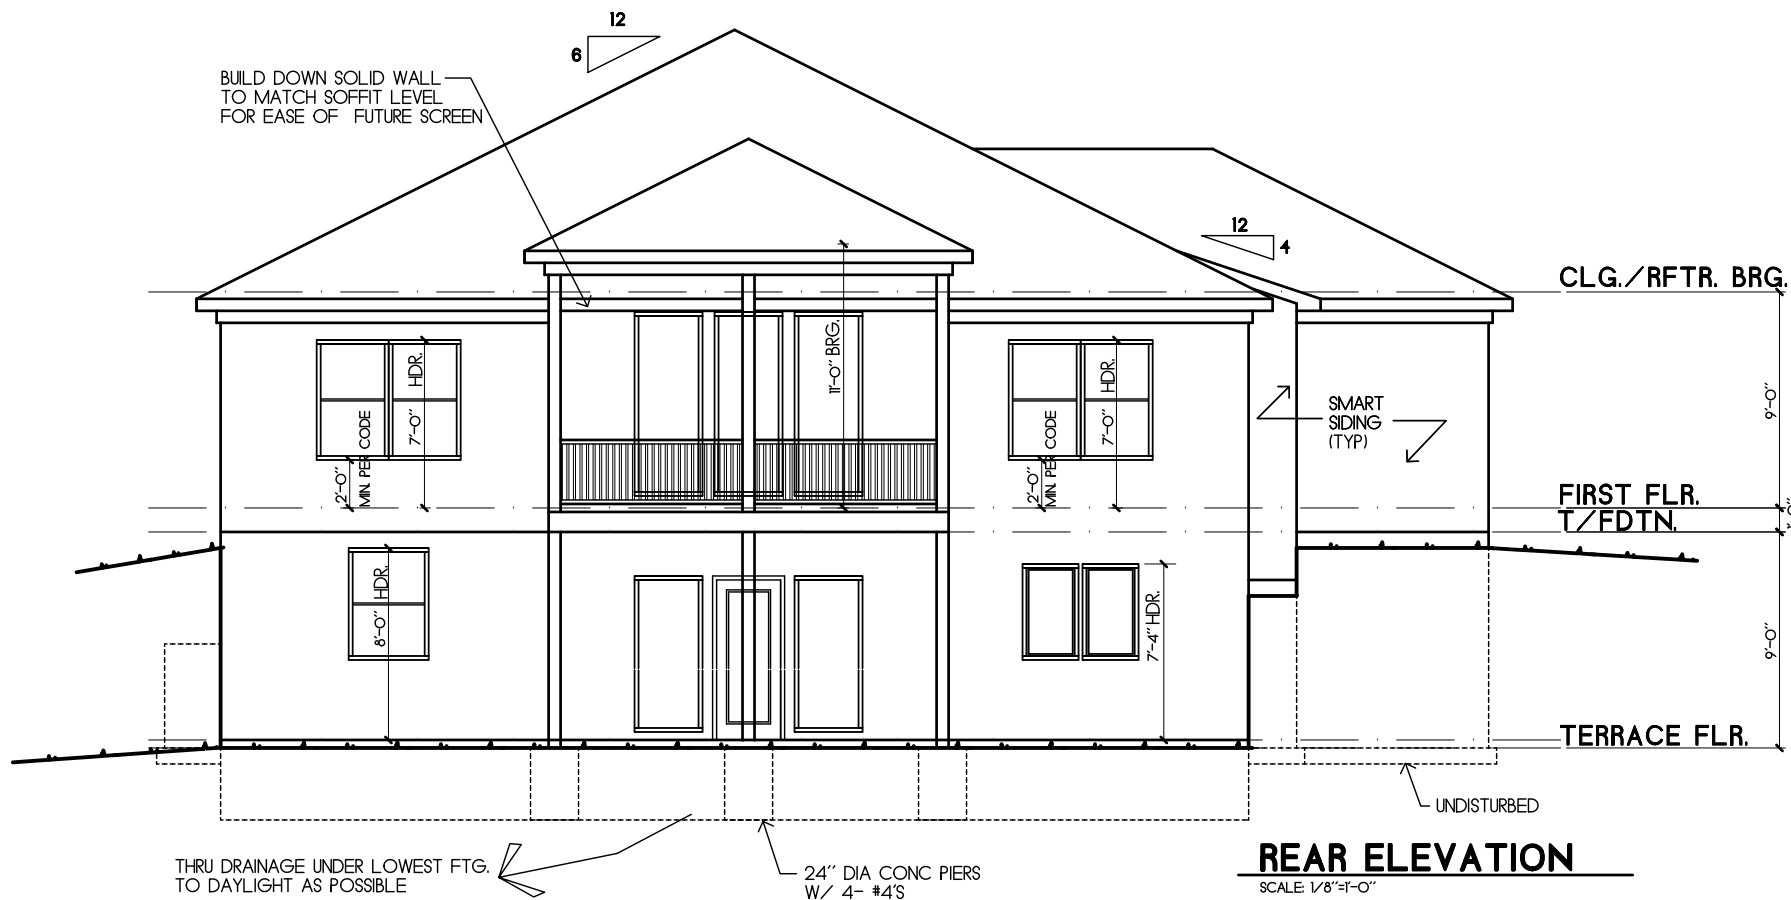 12
6
BUILD DOWN SOLID WALL
TO MATCH SOFFIT LEVEL
FOR EASE OF FUTURE SCREEN
12
4
CLG./RFTR. BRG.
11'-0" BRG.
HDR.
7'-0"
2'-0"
MIN. PER CODE
HDR.
7'-0"
2'-0"
MIN. PER CODE
SMART
SIDING
(TYP)
9'-0"
FIRST FLR.
T/FDTN.
1'-0"
8'-0" HDR.
7'-4" HDR.
9'-0"
TERRACE FLR.
UNDISTURBED
THRU DRAINAGE UNDER LOWEST FTG.
TO DAYLIGHT AS POSSIBLE
24" DIA CONC PIERS
W/ 4- #4'S
REAR ELEVATION
SCALE: 1/8"=1'-0"